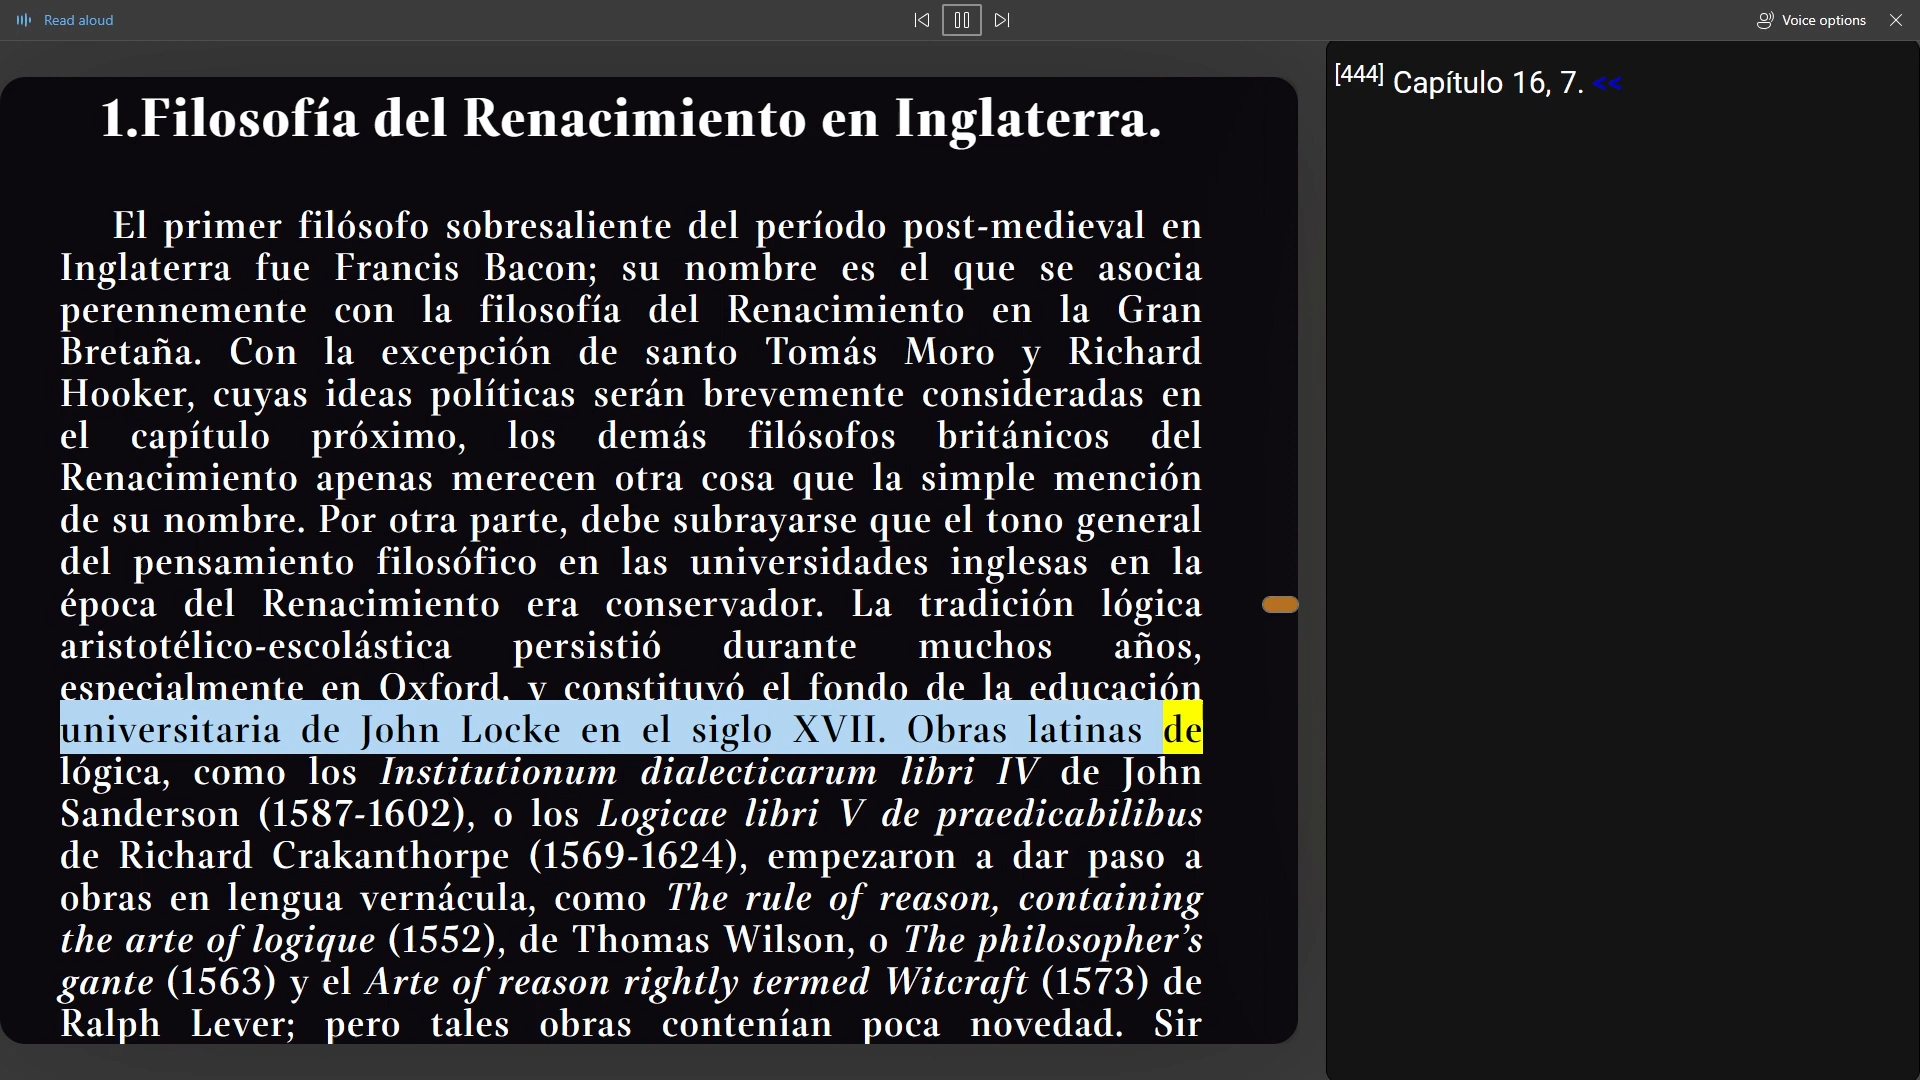 Read aloud
Voice options
1.Filosofía del Renacimiento en Inglaterra.
El primer filósofo sobresaliente del período post-medieval en
Inglaterra fue Francis Bacon; su nombre es el que se asocia
perennemente con la filosofía del Renacimiento en la Gran
Bretaña. Con la excepción de santo Tomás Moro y Richard
Hooker, cuyas ideas políticas serán brevemente consideradas en
el capítulo próximo, los demás filósofos británicos del
Renacimiento apenas merecen otra cosa que la simple mención
de su nombre. Por otra parte, debe subrayarse que el tono general
del pensamiento filosófico en las universidades inglesas en la
época del Renacimiento era conservador. La tradición lógica
aristotélico-escolástica persistió durante muchos años,
especialmente en Oxford, y constituyó el fondo de la educación
universitaria de John Locke en el siglo XVII. Obras latinas de
lógica, como los Institutionum dialecticarum libri IV de John
Sanderson (1587-1602), o los Logicae libri V de praedicabilibus
de Richard Crakanthorpe (1569-1624), empezaron a dar paso a
obras en lengua vernácula, como The rule of reason, containing
the arte of logique (1552), de Thomas Wilson, o The philosopher’s
gante (1563) y el Arte of reason rightly termed Witcraft (1573) de
Ralph Lever; pero tales obras contenían poca novedad. Sir
[444] Capítulo 16, 7. <<